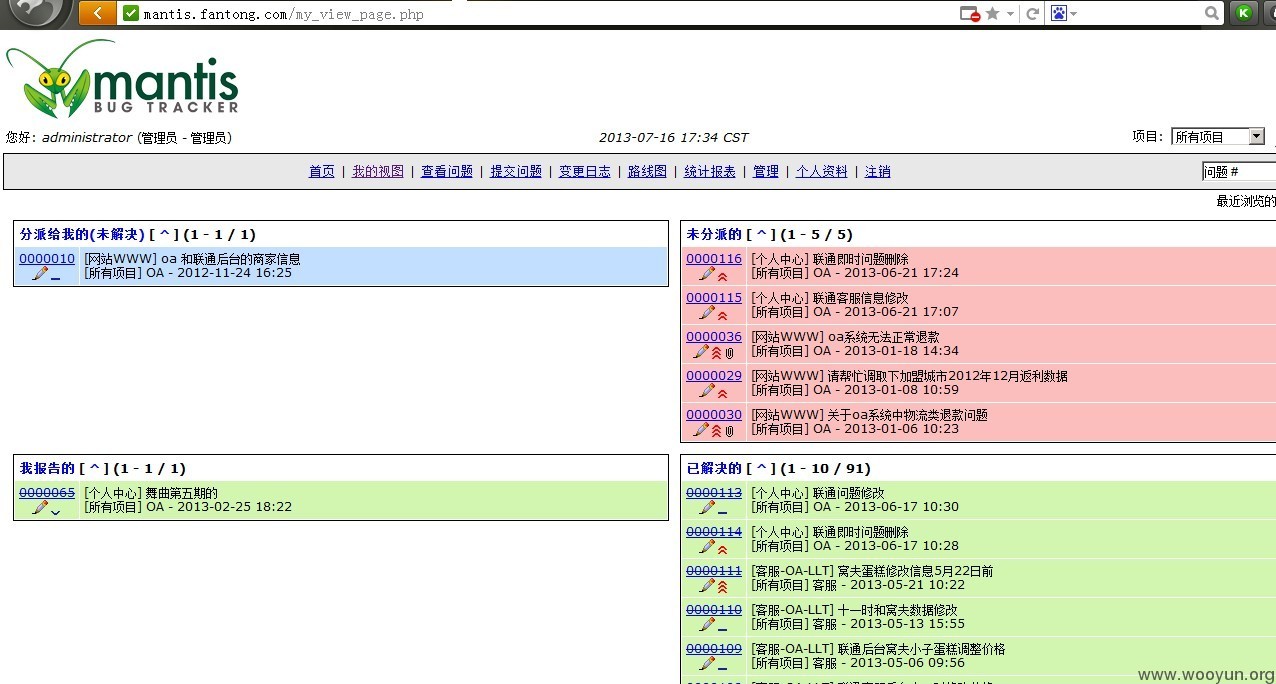 mantis.fantong.com/my_view_page.php
mantis
BUG TRACKER
您好: administrator (管理员 - 管理员)
2013-07-16 17:34 CST
项目: 所有项目
首页 | 我的视图 | 查看问题 | 提交问题 | 变更日志 | 路线图 | 统计报表 | 管理 | 个人资料 | 注销
问题 #
最近浏览的
分派给我的(未解决) [ ^ ] (1 - 1 / 1)
0000010 [网站WWW] oa 和联通后台的商家信息
[所有项目] OA - 2012-11-24 16:25
未分派的 [ ^ ] (1 - 5 / 5)
0000116 [个人中心] 联通即时问题删除
[所有项目] OA - 2013-06-21 17:24
0000115 [个人中心] 联通客服信息修改
[所有项目] OA - 2013-06-21 17:07
0000036 [网站WWW] oa系统无法正常退款
[所有项目] OA - 2013-01-18 14:34
0000029 [网站WWW] 请帮忙调取下加盟城市2012年12月返利数据
[所有项目] OA - 2013-01-08 10:59
0000030 [网站WWW] 关于oa系统中物流类退款问题
[所有项目] OA - 2013-01-06 10:23
我报告的 [ ^ ] (1 - 1 / 1)
0000065 [个人中心] 舞曲第五期的
[所有项目] OA - 2013-02-25 18:22
已解决的 [ ^ ] (1 - 10 / 91)
0000113 [个人中心] 联通问题修改
[所有项目] OA - 2013-06-17 10:30
0000114 [个人中心] 联通即时问题删除
[所有项目] OA - 2013-06-17 10:28
0000111 [客服-OA-LLT] 窝夫蛋糕修改信息5月22日前
[所有项目] 客服 - 2013-05-21 10:22
0000110 [客服-OA-LLT] 十一时和窝夫数据修改
[所有项目] 客服 - 2013-05-13 15:55
0000109 [客服-OA-LLT] 联通后台窝夫小子蛋糕调整价格
[所有项目] 客服 - 2013-05-06 09:56
www.wooyun.org